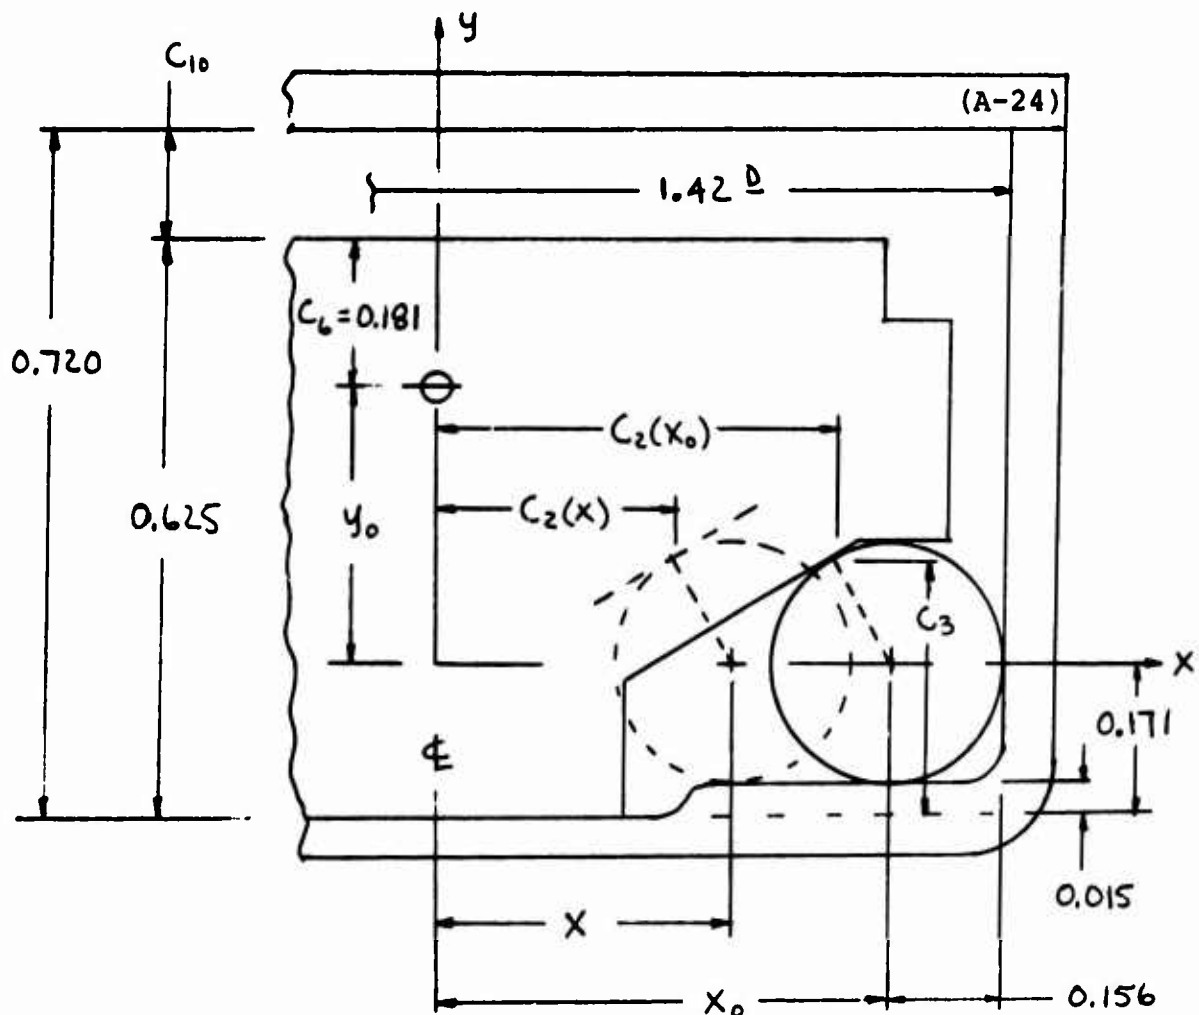 y
C₁₀
(A-24)
1.42 D
C₆ = 0.181
0.720
C₂(X₀)
0.625
y₀
C₂(X)
C₃
X
0.171
℄
0.015
X
X₀
0.156